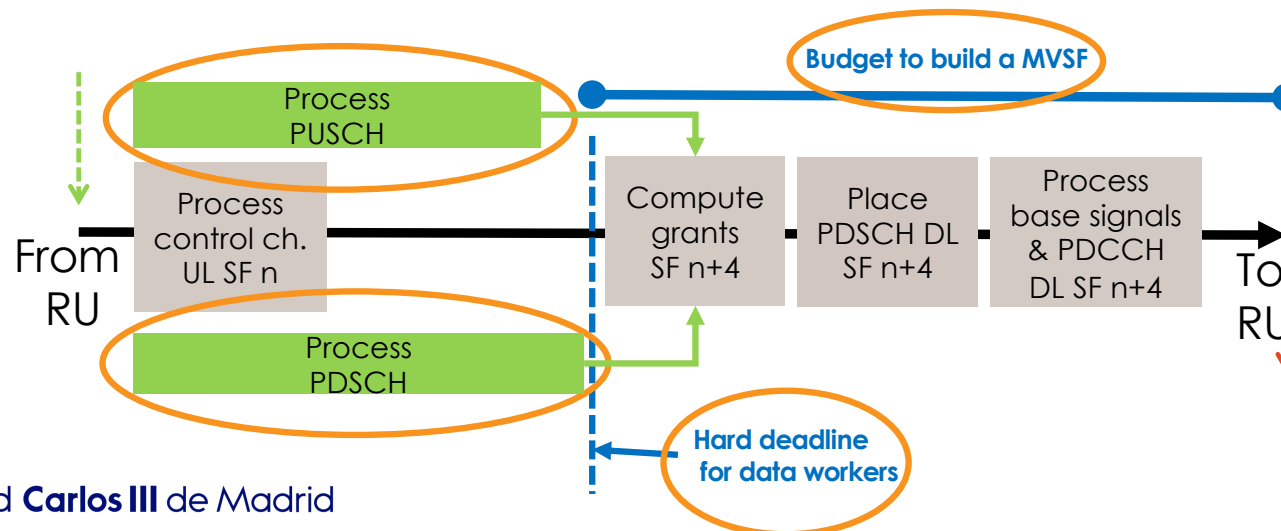 Budget to build a MVSF
Process
PUSCH
Process
control ch.
UL SF n
Compute
grants
SF n+4
Place
PDSCH DL
SF n+4
Process
base signals
& PDCCH
DL SF n+4
From
RU
To
RU
Process
PDSCH
Hard deadline
for data workers
d Carlos III de Madrid